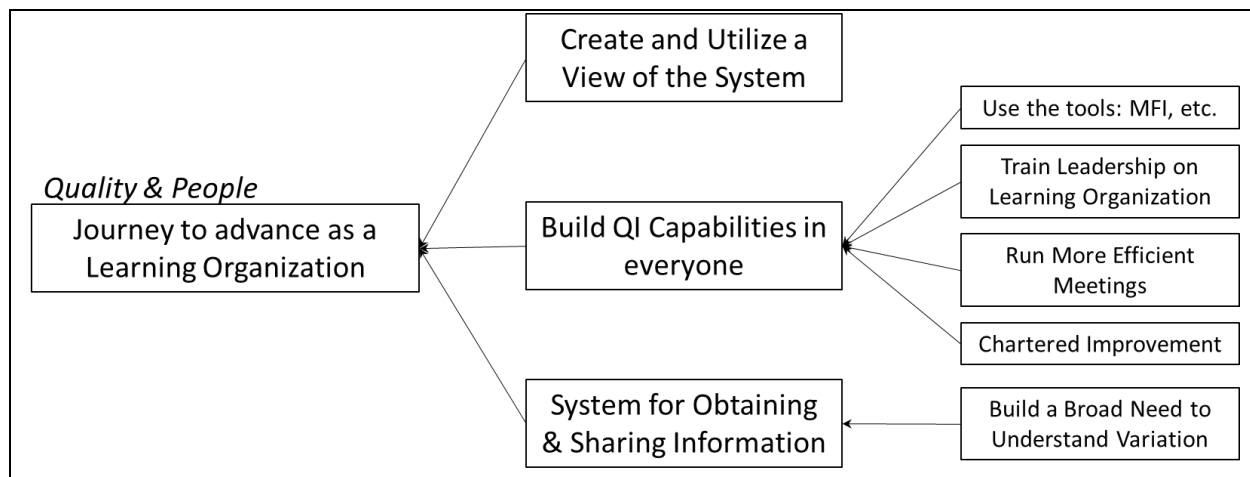 Quality & People
Journey to advance as a
Learning Organization
Create and Utilize a
View of the System
Build QI Capabilities in
everyone
System for Obtaining
& Sharing Information
Use the tools: MFI, etc.
Train Leadership on
Learning Organization
Run More Efficient
Meetings
Chartered Improvement
Build a Broad Need to
Understand Variation